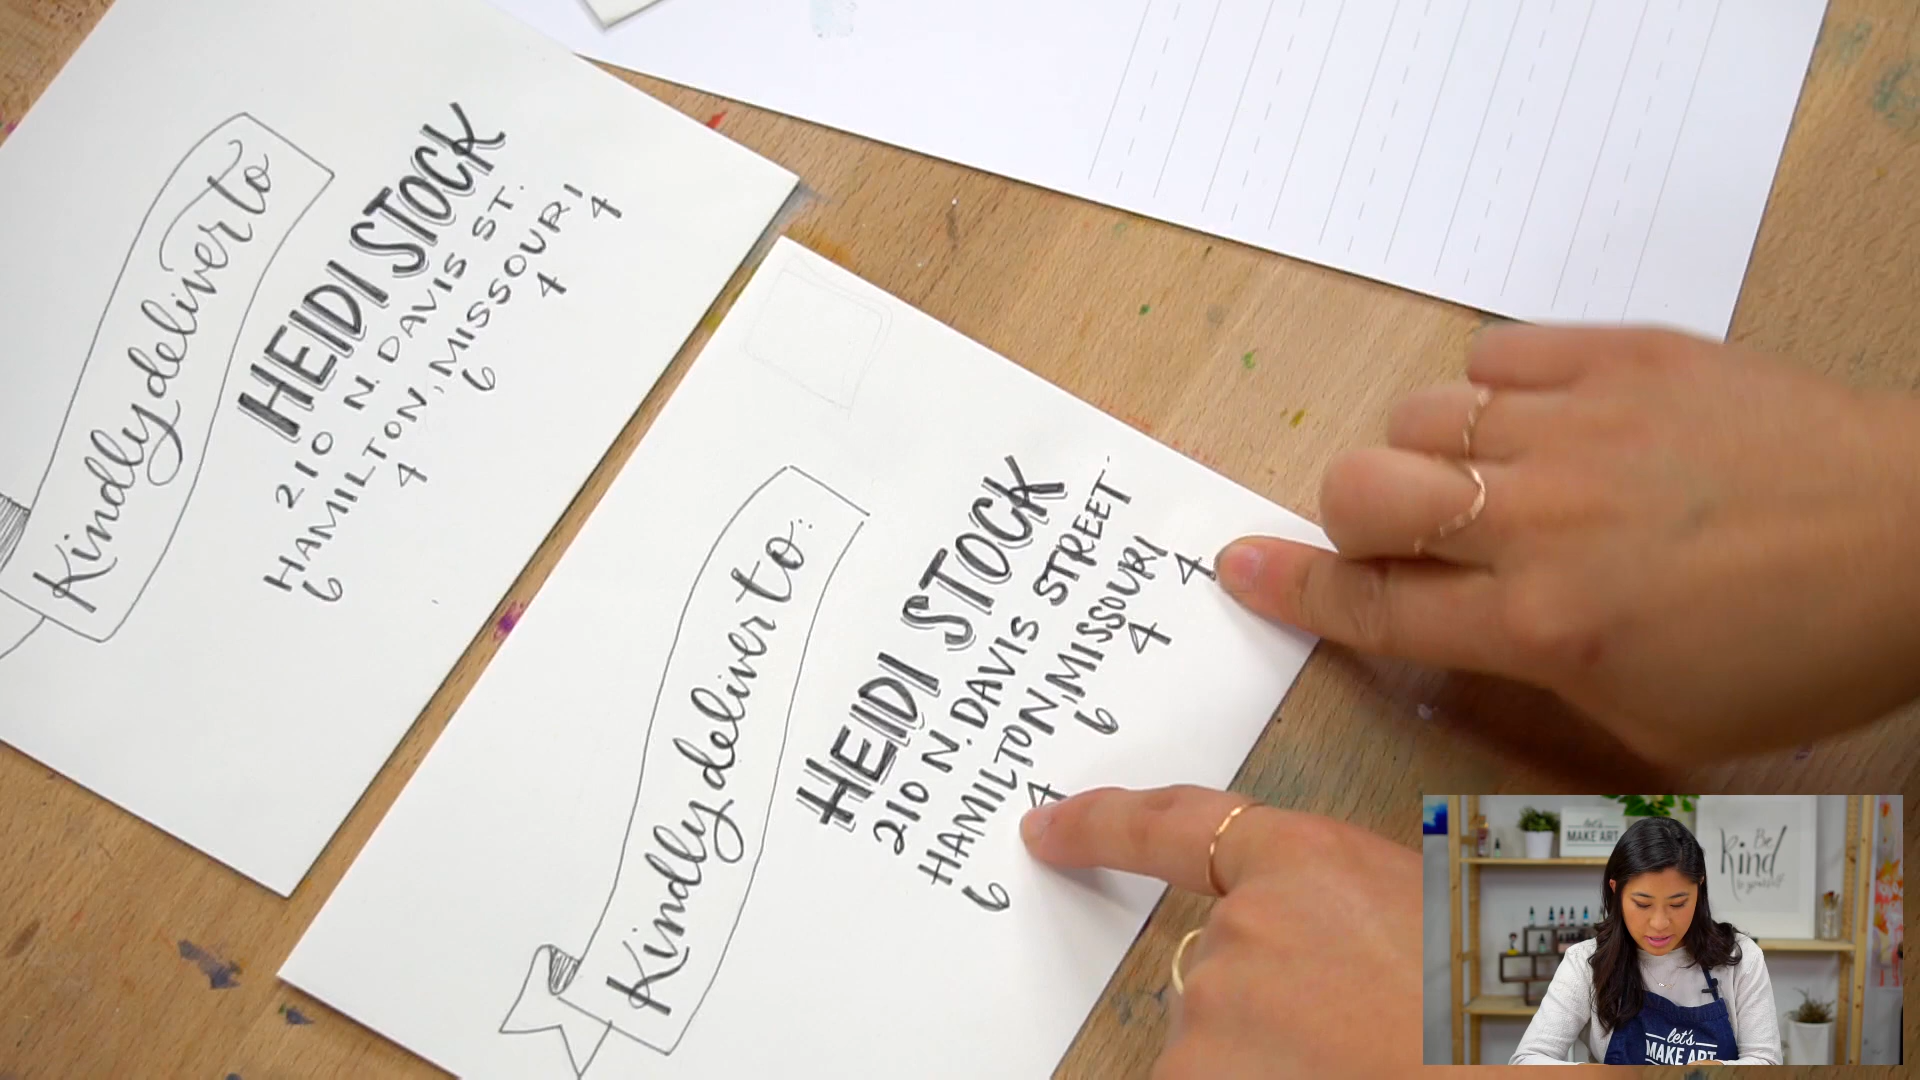 Kindly deliver to
HEIDI STOCK
210 N. DAVIS ST.
HAMILTON, MISSOURI
6 4 6 4 4
Kindly deliver to:
HEIDI STOCK
210 N. DAVIS STREET
HAMILTON, MISSOURI
6 4 6 4 4
let's
MAKE ART
Be
Kind
to yourself
let's
MAKE ART